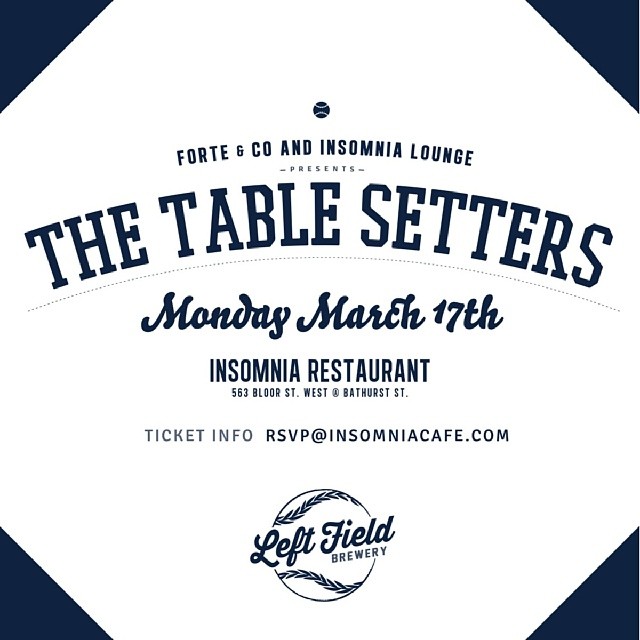 FORTE & CO AND INSOMNIA LOUNGE
–PRESENTS–
THE TABLE SETTERS
Monday March 17th
INSOMNIA RESTAURANT
563 BLOOR ST. WEST @ BATHURST ST.
TICKET INFO RSVP@INSOMNIACAFE.COM
Left Field
BREWERY